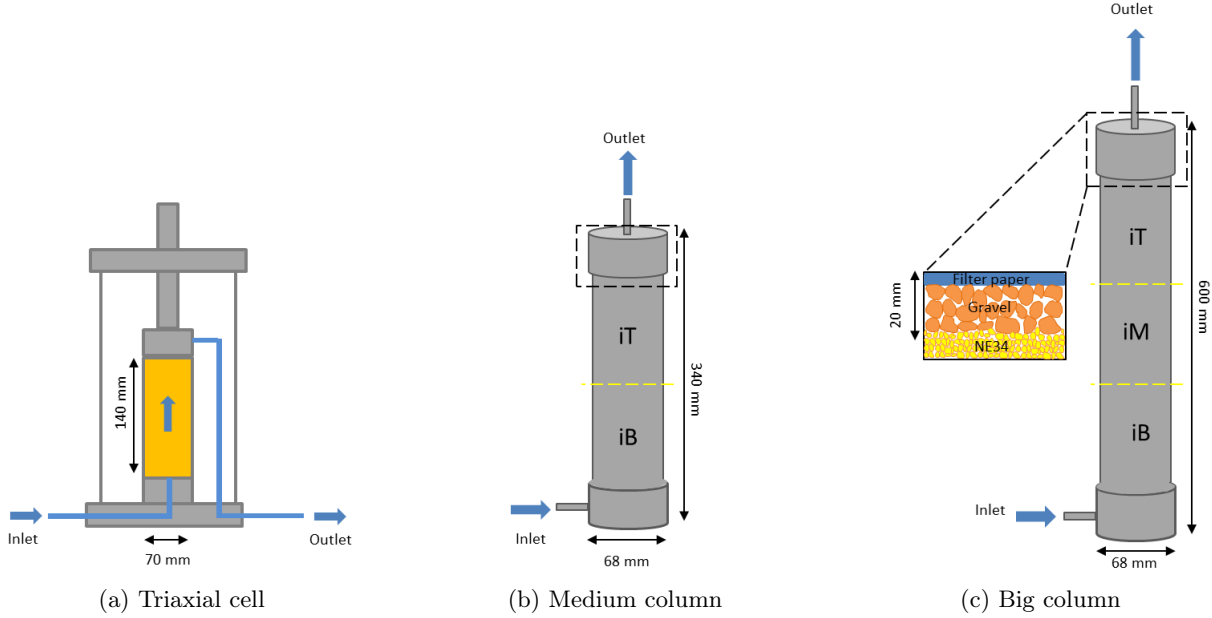 140 mm
Inlet
Outlet
70 mm
(a) Triaxial cell
Outlet
iT
iB
340 mm
Inlet
68 mm
(b) Medium column
Outlet
Filter paper
Gravel
NE34
20 mm
iT
iM
iB
600 mm
Inlet
68 mm
(c) Big column